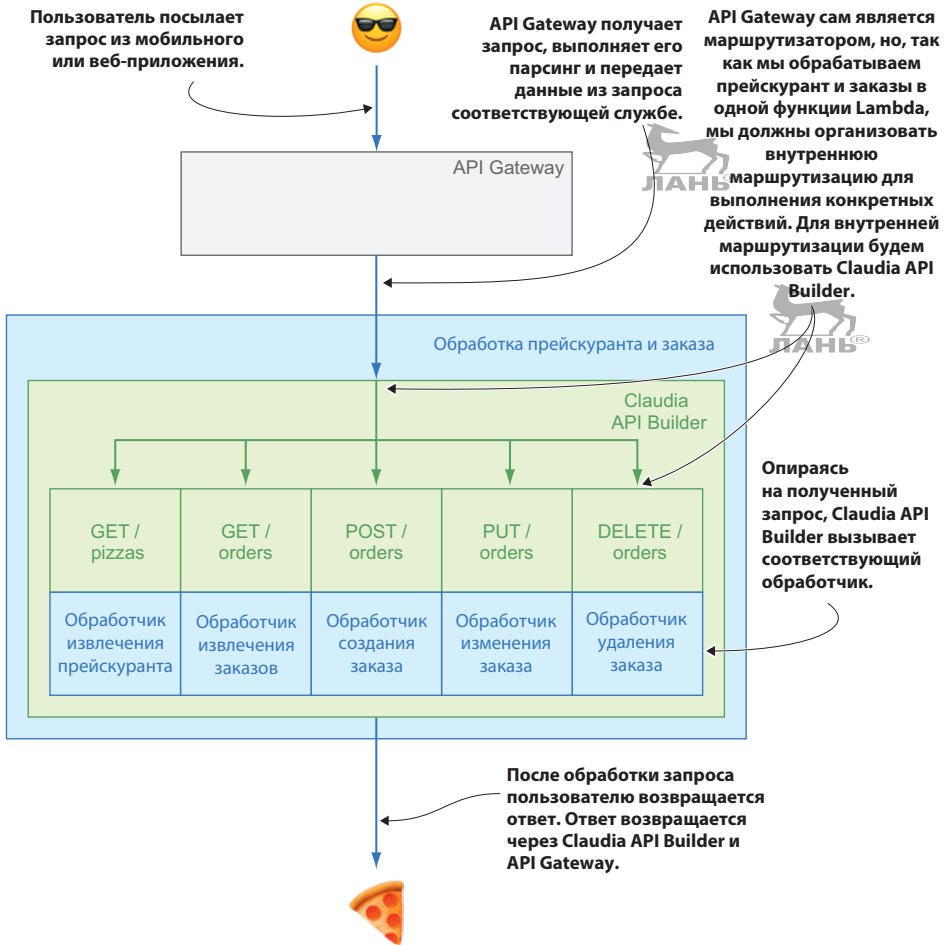 Пользователь посылает
запрос из мобильного
или веб-приложения.
API Gateway получает
запрос, выполняет его
парсинг и передает
данные из запроса
соответствующей службе.
API Gateway сам является
маршрутизатором, но, так
как мы обрабатываем
прейскурант и заказы в
одной функции Lambda,
мы должны организовать
внутреннюю
маршрутизацию для
выполнения конкретных
действий. Для внутренней
маршрутизации будем
использовать Claudia API
Builder.
ЛАНЬ®
ЛАНЬ®
API Gateway
Обработка прейскуранта и заказа
Claudia
API Builder
GET /
pizzas
GET /
orders
POST /
orders
PUT /
orders
DELETE /
orders
Обработчик
извлечения
прейскуранта
Обработчик
извлечения
заказов
Обработчик
создания
заказа
Обработчик
изменения
заказа
Обработчик
удаления
заказа
Опираясь
на полученный
запрос, Claudia API
Builder вызывает
соответствующий
обработчик.
После обработки запроса
пользователю возвращается
ответ. Ответ возвращается
через Claudia API Builder и
API Gateway.